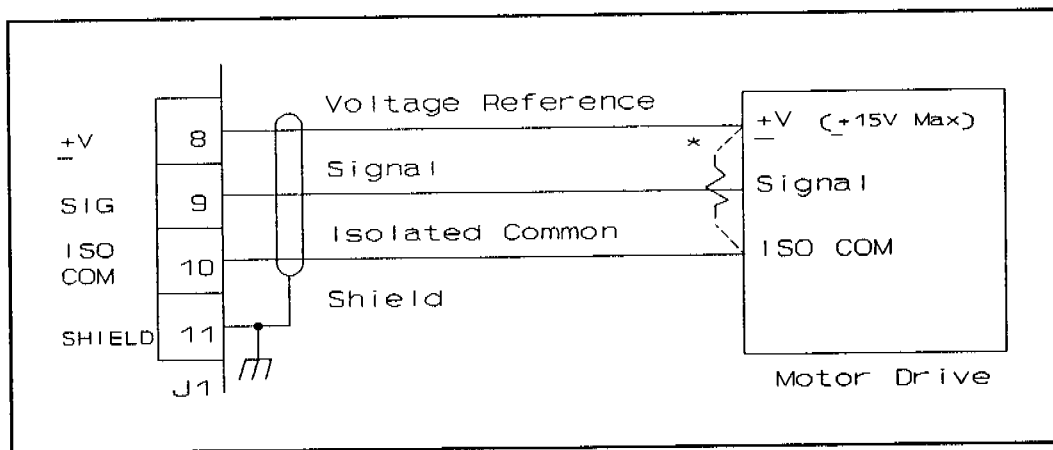 Voltage Reference
±V
8
*
±V (±15V Max)
Signal
SIG
9
Signal
Isolated Common
ISO
COM
10
ISO COM
Shield
SHIELD
11
J1
Motor Drive